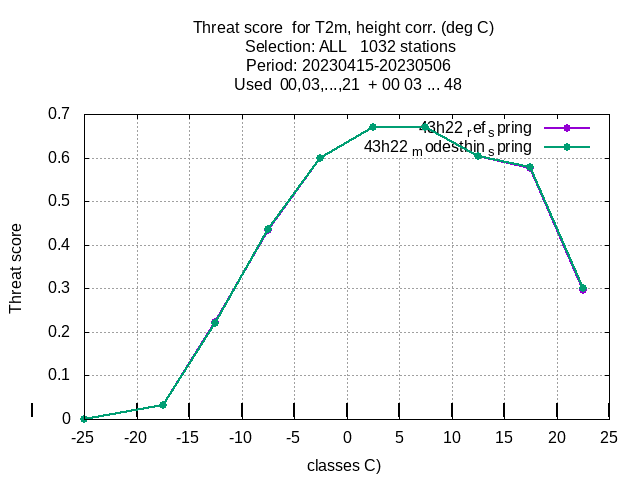 Threat score  for T2m, height corr. (deg C)
Selection: ALL   1032 stations
Period: 20230415-20230506
Used  00,03,...,21  + 00 03 ... 48
0.7
0.6
0.5
0.4
0.3
0.2
0.1
0
Threat score
43h22 ref spring
43h22 modesthin spring
-25 -20 -15 -10 -5 0 5 10 15 20 25
classes C)